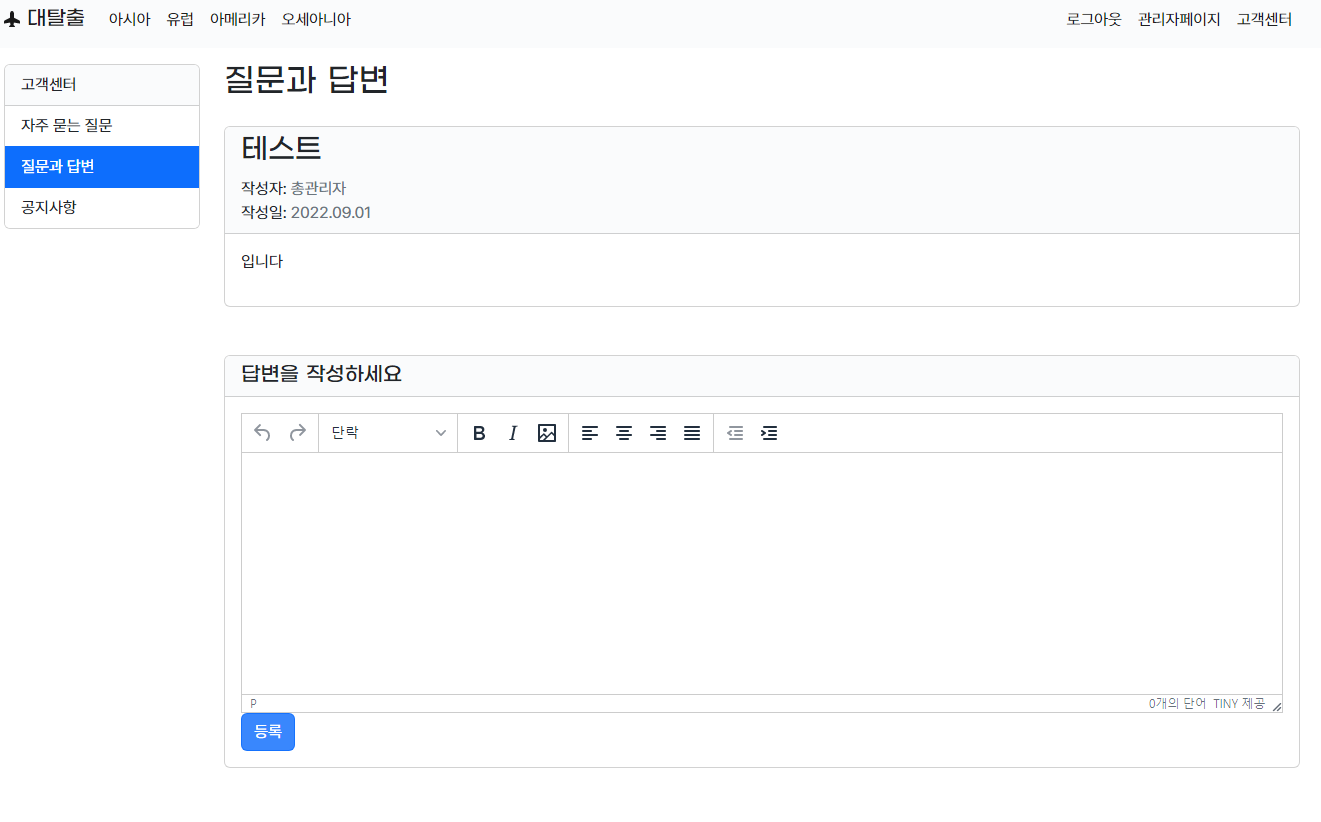 대탈출 아시아 유럽 아메리카 오세아니아 로그아웃 관리자페이지 고객센터
고객센터
자주 묻는 질문
질문과 답변
공지사항
질문과 답변
테스트
작성자: 총관리자
작성일: 2022.09.01
입니다
답변을 작성하세요
단락 B I
P 0개의 단어 TINY 제공
등록